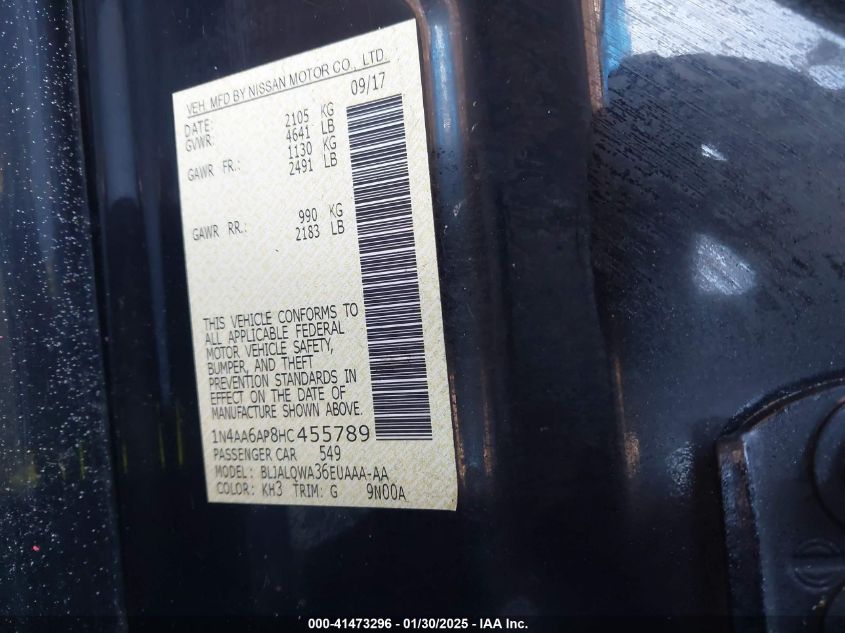 VEH. MFD BY NISSAN MOTOR CO., LTD.
DATE: 09/17
GVWR: 2105 KG
4641 LB
GAWR FR.: 1130 KG
2491 LB
GAWR RR.: 990 KG
2183 LB
THIS VEHICLE CONFORMS TO
ALL APPLICABLE FEDERAL
MOTOR VEHICLE SAFETY,
BUMPER, AND THEFT
PREVENTION STANDARDS IN
EFFECT ON THE DATE OF
MANUFACTURE SHOWN ABOVE.
1N4AA6AP8HC455789
PASSENGER CAR 549
MODEL: BLJALQWA36EUAAA-AA
COLOR: KH3 TRIM: G 9N00A
000-41473296 - 01/30/2025 - IAA Inc.